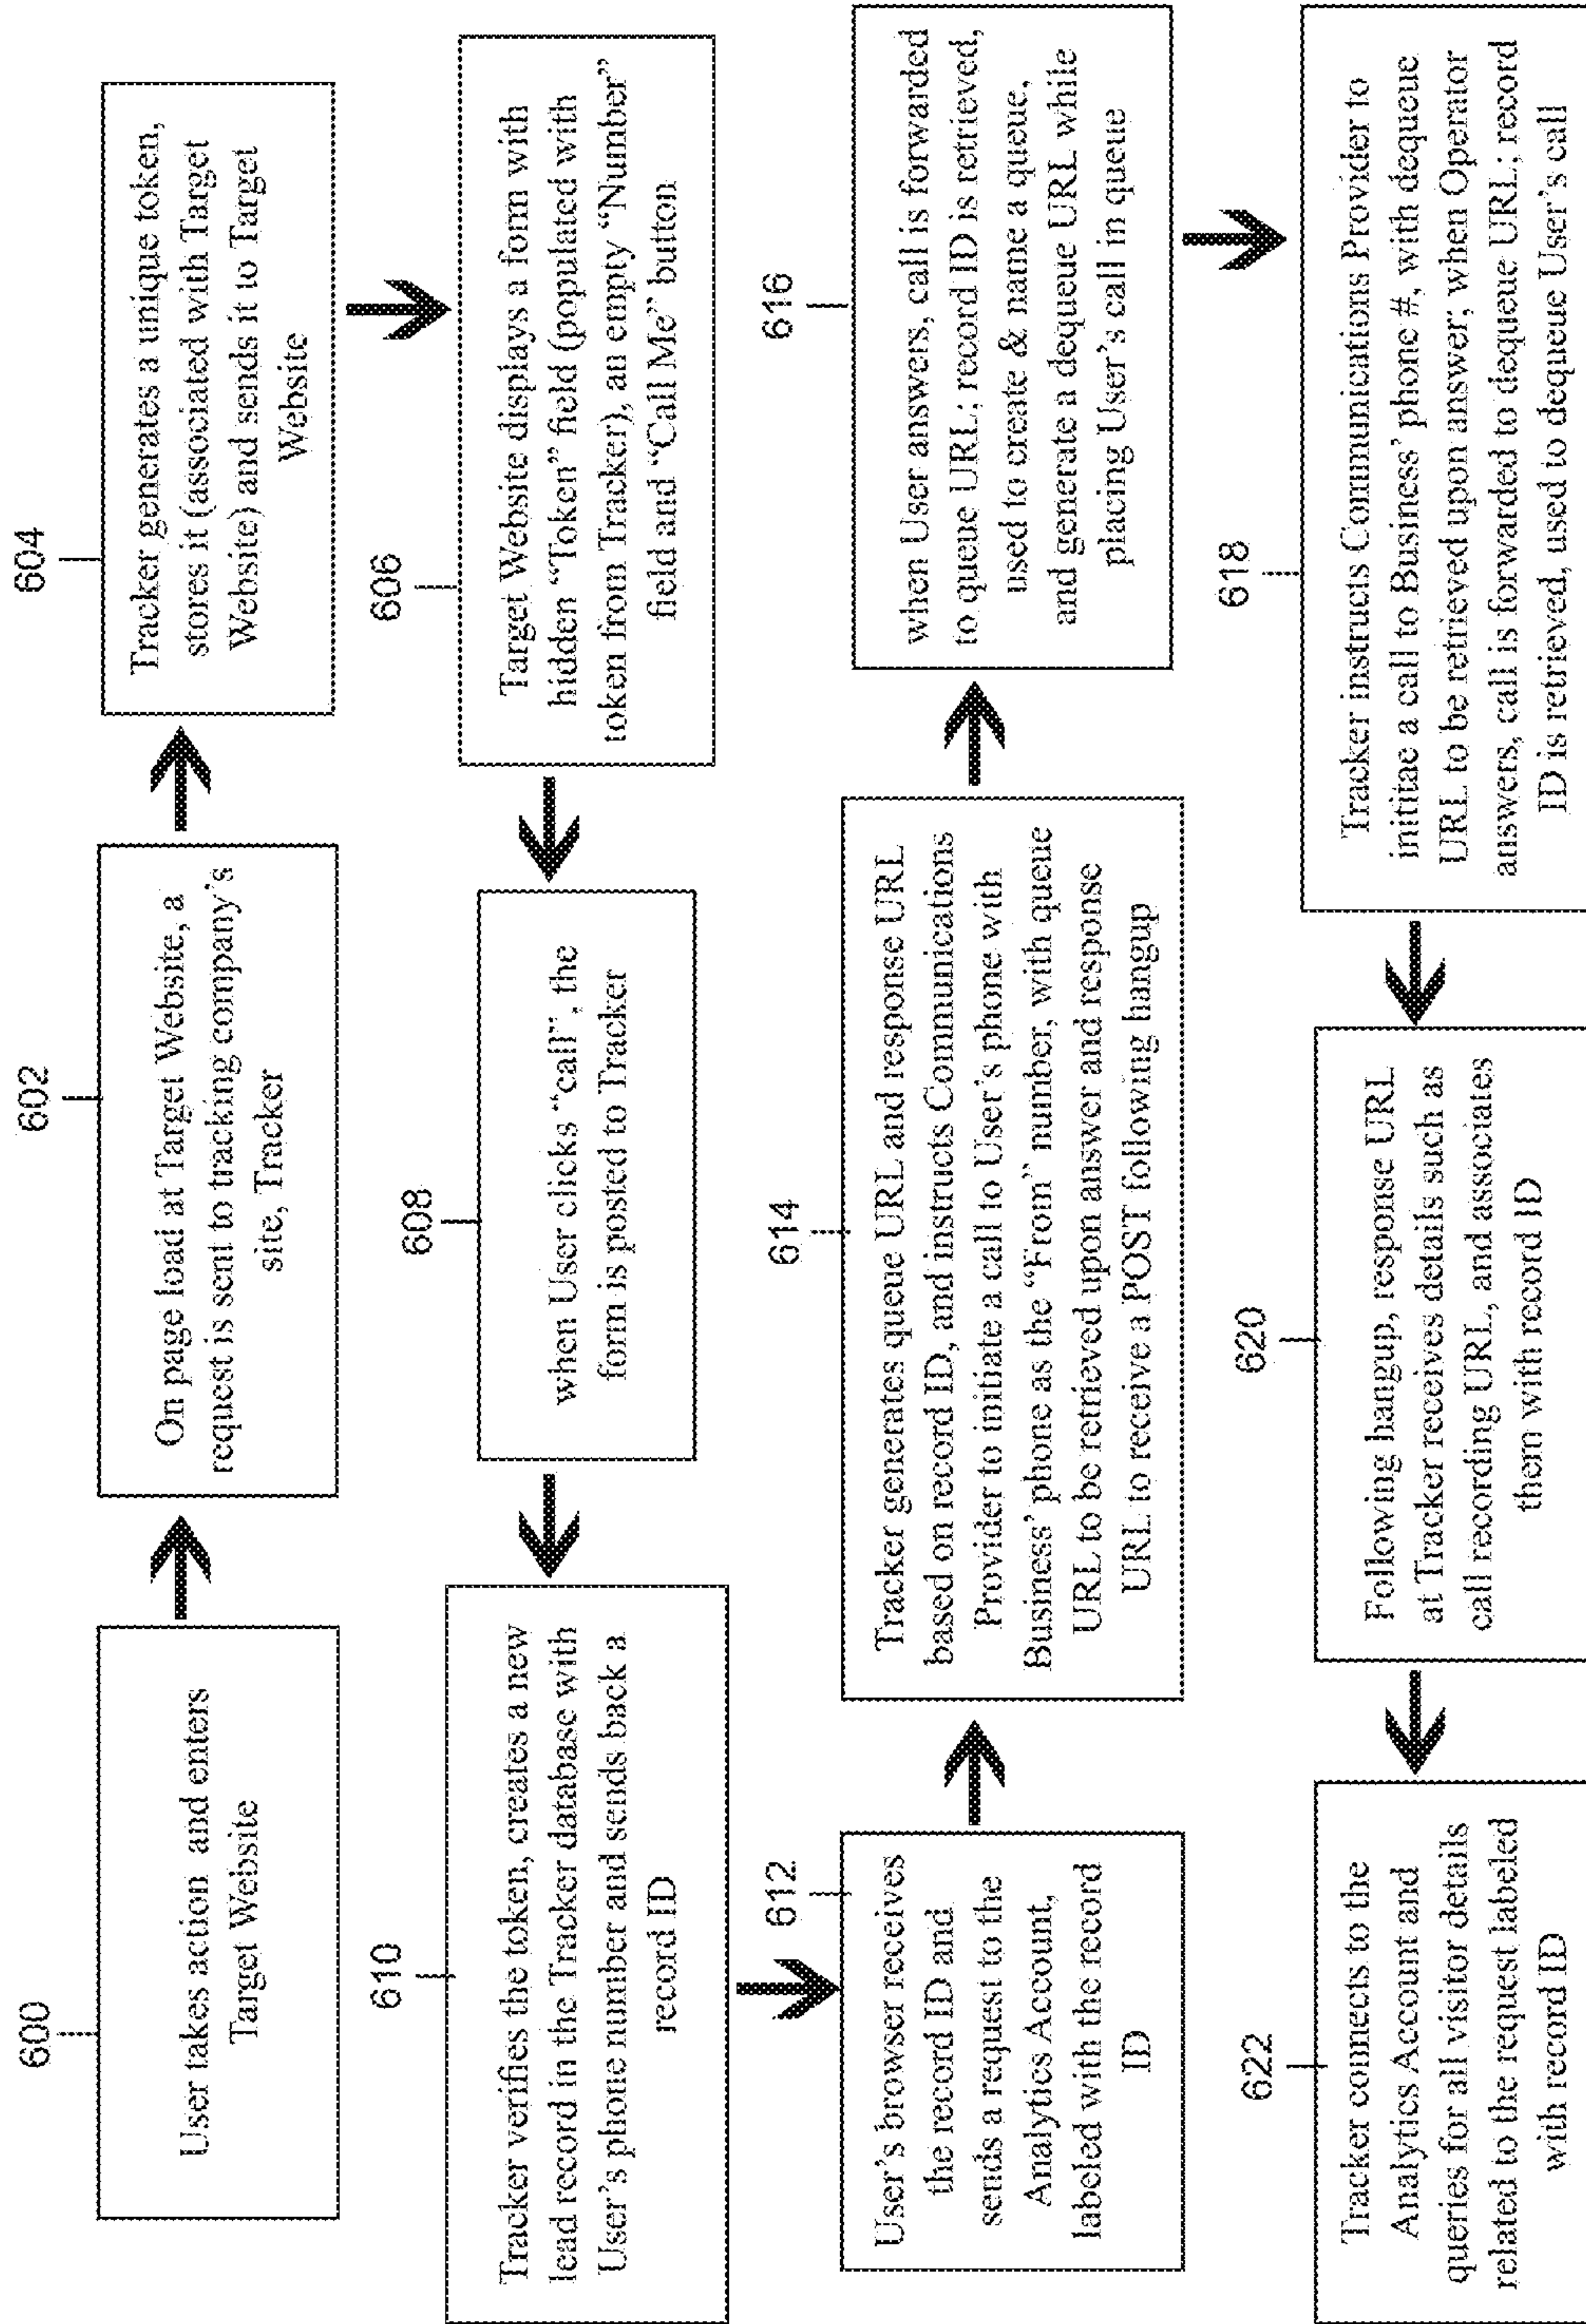 600
User takes action and enters
Target Website
602
On page load at Target Website, a
request is sent to tracking company's
site, Tracker
604
Tracker generates a unique token,
stores it (associated with Target
Website) and sends it to Target
Website
606
Target Website displays a form with
hidden “Token” field (populated with
token from Tracker), an empty “Number”
field and “Call Me” button
608
when User clicks “call”, the
form is posted to Tracker
610
Tracker verifies the token, creates a new
lead record in the Tracker database with
User's phone number and sends back a
record ID
612
User's browser receives
the record ID and
sends a request to the
Analytics Account,
labeled with the record
ID
614
Tracker generates queue URL and response URL
based on record ID, and instructs Communications
Provider to initiate a call to User's phone with
Business' phone as the “From” number, with queue
URL to be retrieved upon answer and response
URL to receive a POST following hangup
616
when User answers, call is forwarded
to queue URL; record ID is retrieved,
used to create & name a queue,
and generate a dequeue URL while
placing User's call in queue
618
Tracker instructs Communications Provider to
inititae a call to Business' phone #, with dequeue
URL to be retrieved upon answer; when Operator
answers, call is forwarded to dequeue URL; record
ID is retrieved, used to dequeue User's call
620
Following hangup, response URL
at Tracker receives details such as
call recording URL, and associates
them with record ID
622
Tracker connects to the
Analytics Account and
queries for all visitor details
related to the request labeled
with record ID